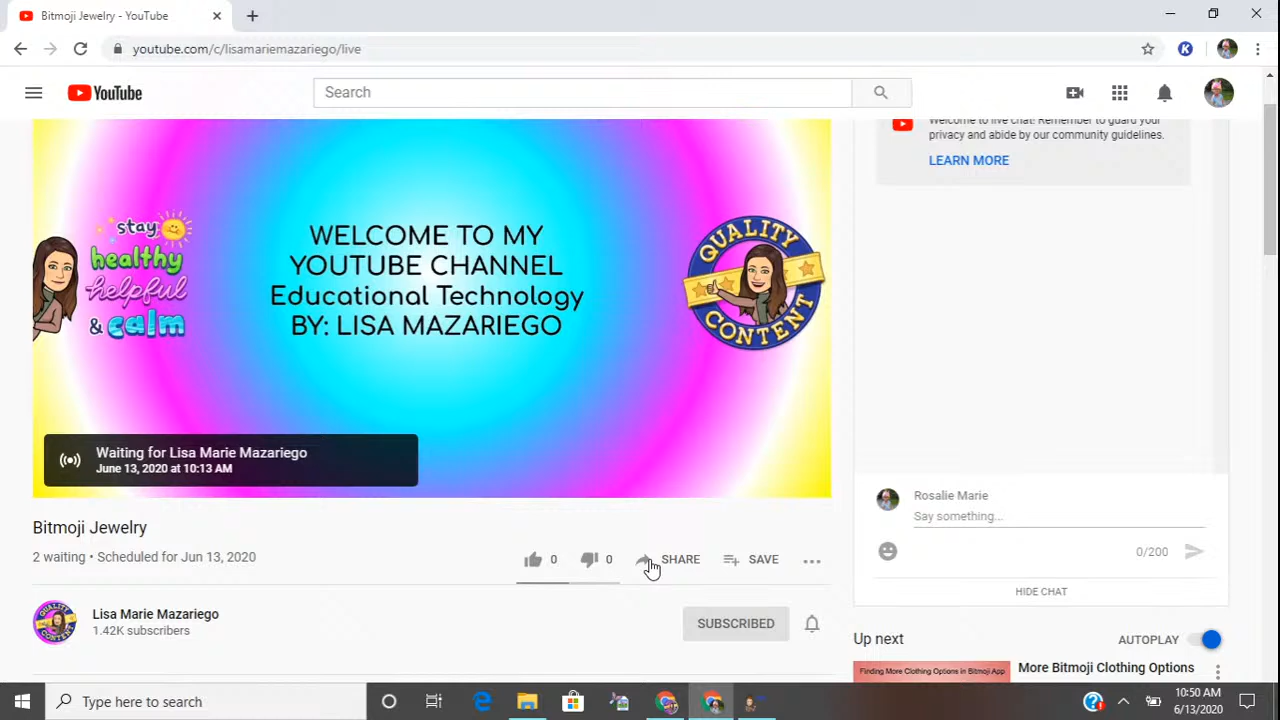 Bitmoji Jewelry - YouTube
youtube.com/c/lisamariemazariego/live
YouTube
Search
Welcome to live chat! Remember to guard your
privacy and abide by our community guidelines.
LEARN MORE
stay
healthy
helpful
& calm
WELCOME TO MY
YOUTUBE CHANNEL
Educational Technology
BY: LISA MAZARIEGO
QUALITY
CONTENT
Waiting for Lisa Marie Mazariego
June 13, 2020 at 10:13 AM
Rosalie Marie
Say something...
0/200
HIDE CHAT
Bitmoji Jewelry
2 waiting • Scheduled for Jun 13, 2020
0 0 SHARE SAVE
Lisa Marie Mazariego
1.42K subscribers
SUBSCRIBED
Up next
AUTOPLAY
Finding More Clothing Options in Bitmoji App
More Bitmoji Clothing Options
Type here to search
10:50 AM
6/13/2020